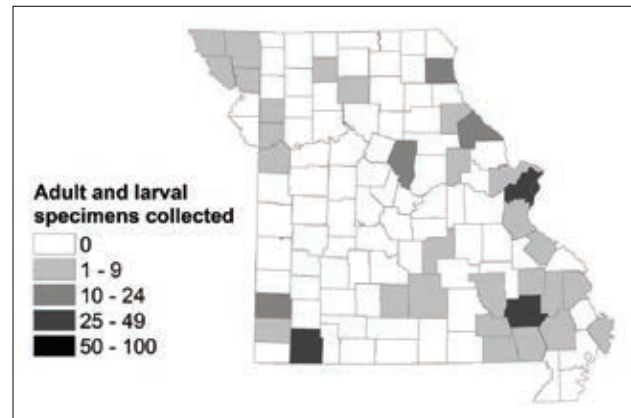 Adult and larval
specimens collected
0
1 - 9
10 - 24
25 - 49
50 - 100